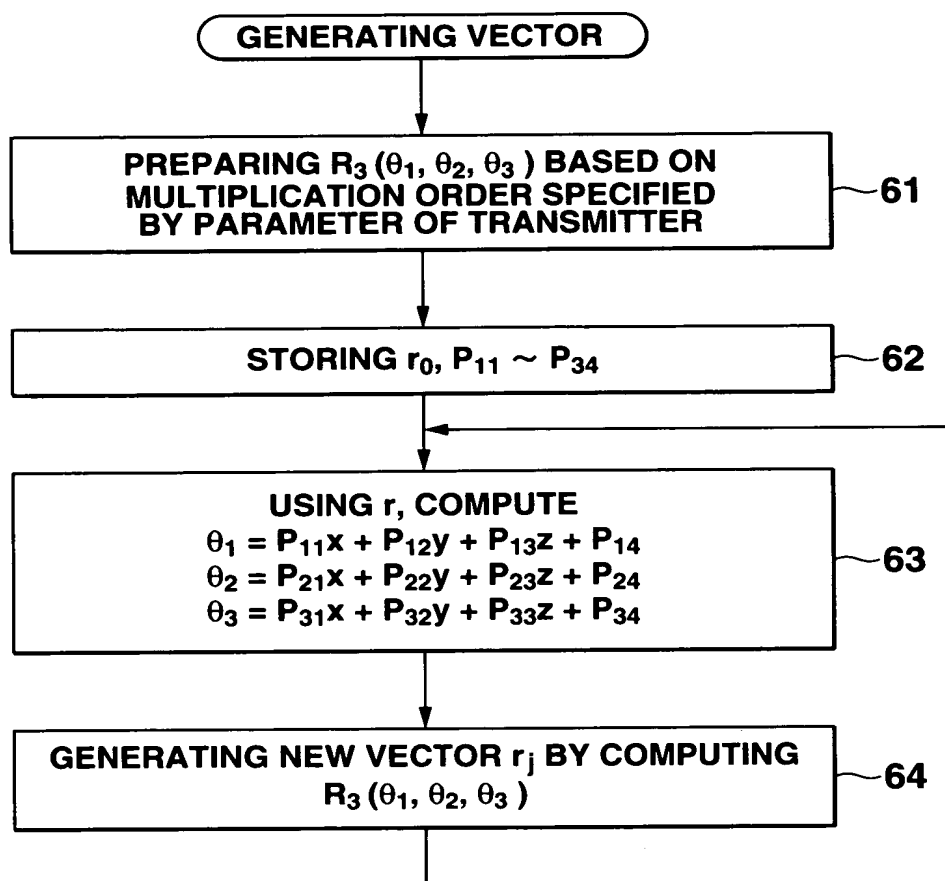 GENERATING VECTOR
PREPARING R₃ (θ₁, θ₂, θ₃ ) BASED ON
MULTIPLICATION ORDER SPECIFIED
BY PARAMETER OF TRANSMITTER
61
STORING r₀, P₁₁ ~ P₃₄
62
USING r, COMPUTE
θ₁ = P₁₁x + P₁₂y + P₁₃z + P₁₄
θ₂ = P₂₁x + P₂₂y + P₂₃z + P₂₄
θ₃ = P₃₁x + P₃₂y + P₃₃z + P₃₄
63
GENERATING NEW VECTOR rⱼ BY COMPUTING
R₃ (θ₁, θ₂, θ₃ )
64